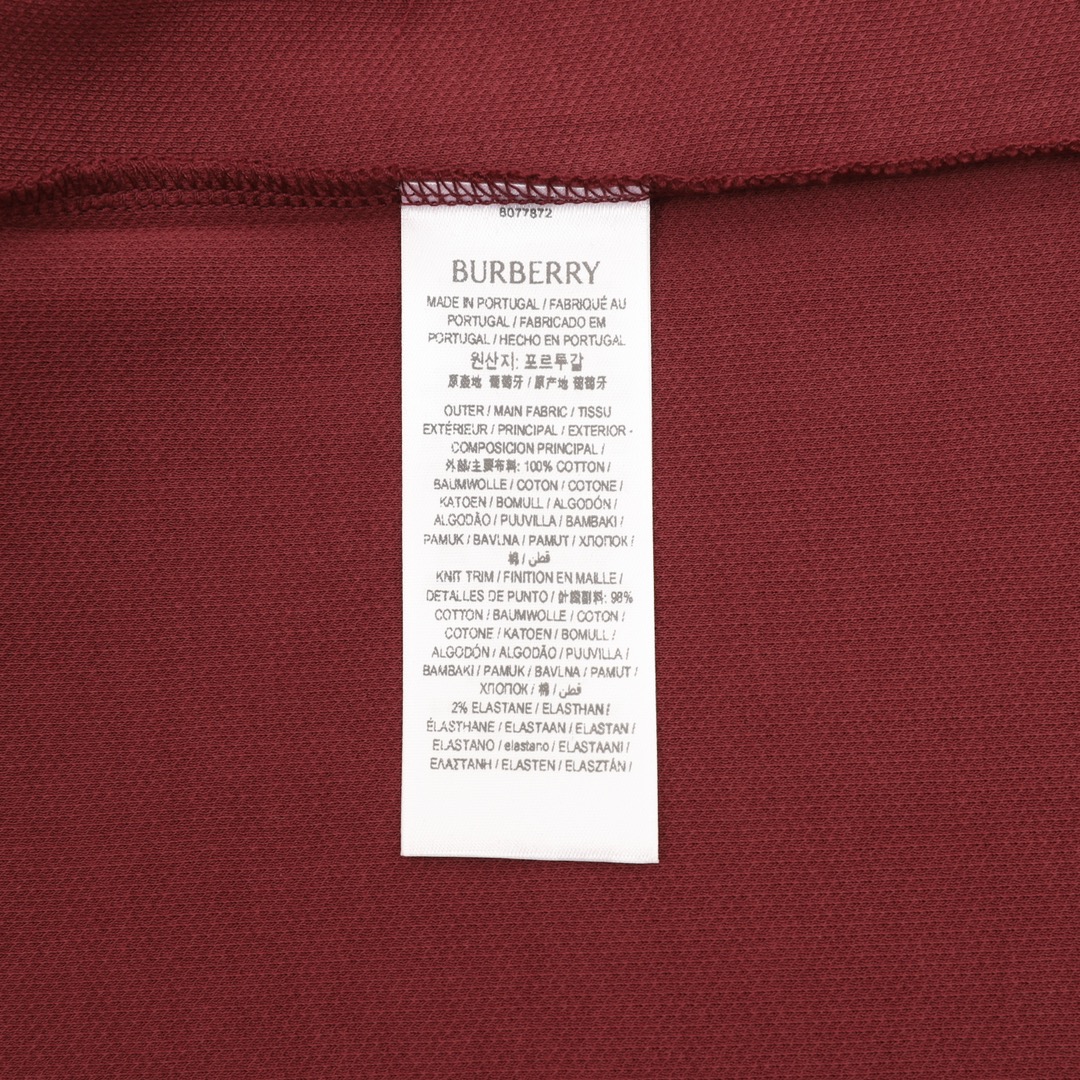 8077872
BURBERRY
MADE IN PORTUGAL / FABRIQUÉ AU
PORTUGAL / FABRICADO EM
PORTUGAL / HECHO EN PORTUGAL
원산지: 포르투갈
原產地 葡萄牙 / 原产地 葡萄牙
OUTER / MAIN FABRIC / TISSU
EXTÉRIEUR / PRINCIPAL / EXTERIOR -
COMPOSICION PRINCIPAL /
外部/主要布料: 100% COTTON /
BAUMWOLLE / COTON / COTONE /
KATOEN / BOMULL / ALGODÓN /
ALGODÃO / PUUVILLA / BAMBAKI /
PAMUK / BAVLNA / PAMUT / ХЛОПОК /
棉 / قطن
KNIT TRIM / FINITION EN MAILLE /
DETALLES DE PUNTO / 針織副料: 98%
COTTON / BAUMWOLLE / COTON /
COTONE / KATOEN / BOMULL /
ALGODÓN / ALGODÃO / PUUVILLA /
BAMBAKI / PAMUK / BAVLNA / PAMUT /
ХЛОПОК / 棉 / قطن
2% ELASTANE / ELASTHAN /
ÉLASTHANE / ELASTAAN / ELASTAN /
ELASTANO / elastano / ELASTAANI /
ΕΛΑΣΤΑΝΗ / ELASTEN / ELASZTÁN /